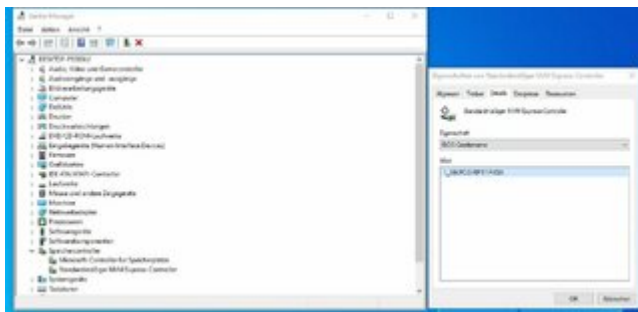 Geräte-Manager
Datei Aktion Ansicht ?
Audio, Video und Gamecontroller
Audioeingänge und -ausgänge
Bildverarbeitungsgeräte
Computer
Druckwarteschlangen
DVD/CD-ROM-Laufwerke
Eingabegeräte (Human Interface Devices)
Firmware
Grafikkarten
IDE ATA/ATAPI-Controller
Laufwerke
Mäuse und andere Zeigegeräte
Monitore
Netzwerkadapter
Prozessoren
Softwaregeräte
Softwarekomponenten
Speichercontroller
Microsoft-Controller für Speicherplätze
Standardmäßiger NVM Express-Controller
Systemgeräte
Tastaturen
Eigenschaften von Standardmäßiger NVM Express-Controller
Allgemein Treiber Details Ereignisse Ressourcen
Standardmäßiger NVM Express-Controller
Eigenschaft
BIOS-Gerätename
Wert
OK Abbrechen